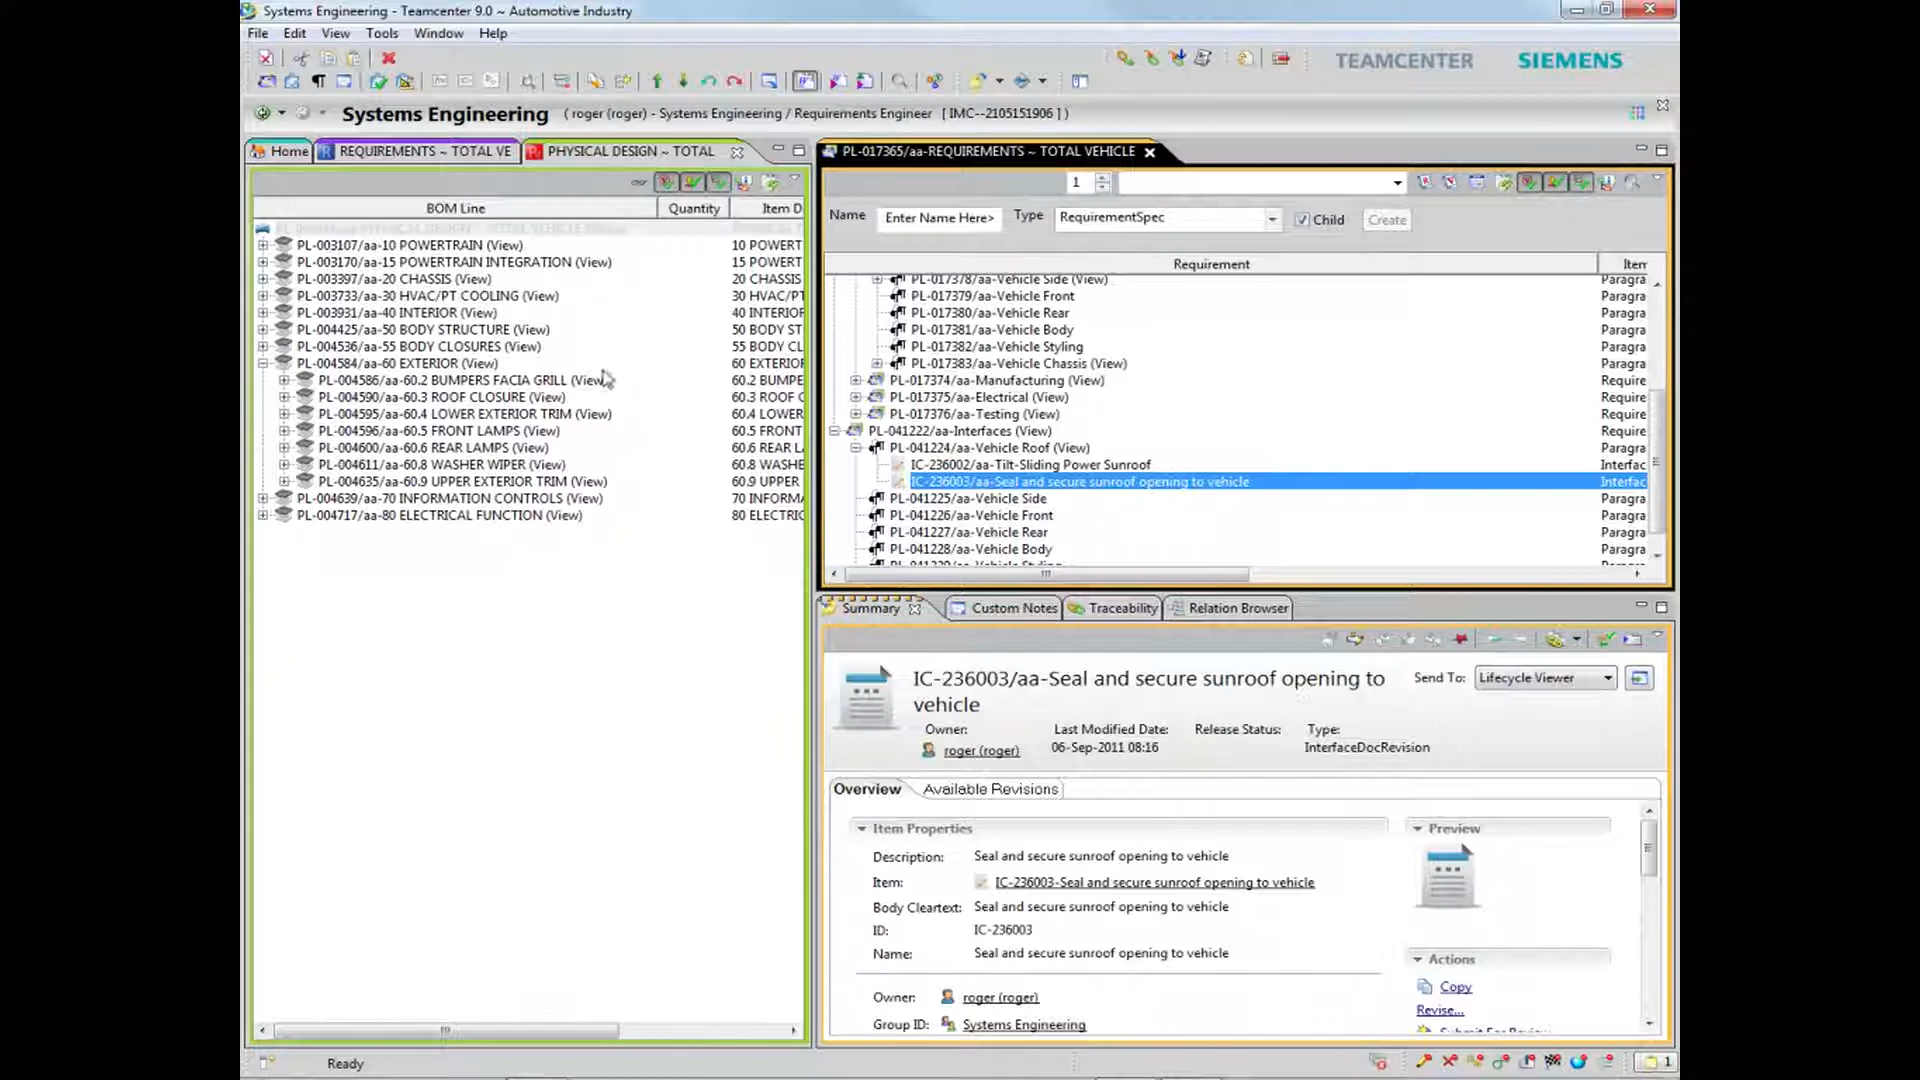 Systems Engineering - Teamcenter 9.0 ~ Automotive Industry
File Edit View Tools Window Help
TEAMCENTER SIEMENS
Systems Engineering ( roger (roger) - Systems Engineering / Requirements Engineer [ IMC--2105151906 ] )
Home REQUIREMENTS ~ TOTAL VE PHYSICAL DESIGN ~ TOTAL
BOM Line Quantity Item D
PL-003107/aa-10 POWERTRAIN (View) 10 POWERT
PL-003170/aa-15 POWERTRAIN INTEGRATION (View) 15 POWERT
PL-003397/aa-20 CHASSIS (View) 20 CHASSIS
PL-003733/aa-30 HVAC/PT COOLING (View) 30 HVAC/PT
PL-003931/aa-40 INTERIOR (View) 40 INTERIOF
PL-004425/aa-50 BODY STRUCTURE (View) 50 BODY ST
PL-004536/aa-55 BODY CLOSURES (View) 55 BODY CL
PL-004584/aa-60 EXTERIOR (View) 60 EXTERIO
PL-004586/aa-60.2 BUMPERS FACIA GRILL (View) 60.2 BUMPE
PL-004590/aa-60.3 ROOF CLOSURE (View) 60.3 ROOF C
PL-004595/aa-60.4 LOWER EXTERIOR TRIM (View) 60.4 LOWER
PL-004596/aa-60.5 FRONT LAMPS (View) 60.5 FRONT
PL-004600/aa-60.6 REAR LAMPS (View) 60.6 REAR L
PL-004611/aa-60.8 WASHER WIPER (View) 60.8 WASHE
PL-004635/aa-60.9 UPPER EXTERIOR TRIM (View) 60.9 UPPER
PL-004639/aa-70 INFORMATION CONTROLS (View) 70 INFORMA
PL-004717/aa-80 ELECTRICAL FUNCTION (View) 80 ELECTRIC
PL-017365/aa-REQUIREMENTS ~ TOTAL VEHICLE
1
Name Enter Name Here> Type RequirementSpec Child Create
Requirement Item
PL-017378/aa-Vehicle Side (View) Paragra
PL-017379/aa-Vehicle Front Paragra
PL-017380/aa-Vehicle Rear Paragra
PL-017381/aa-Vehicle Body Paragra
PL-017382/aa-Vehicle Styling Paragra
PL-017383/aa-Vehicle Chassis (View) Paragra
PL-017374/aa-Manufacturing (View) Require
PL-017375/aa-Electrical (View) Require
PL-017376/aa-Testing (View) Require
PL-041222/aa-Interfaces (View) Require
PL-041224/aa-Vehicle Roof (View) Paragra
IC-236002/aa-Tilt-Sliding Power Sunroof Interfac
IC-236003/aa-Seal and secure sunroof opening to vehicle Interfac
PL-041225/aa-Vehicle Side Paragra
PL-041226/aa-Vehicle Front Paragra
PL-041227/aa-Vehicle Rear Paragra
PL-041228/aa-Vehicle Body Paragra
Summary Custom Notes Traceability Relation Browser
IC-236003/aa-Seal and secure sunroof opening to
vehicle
Send To: Lifecycle Viewer
Owner: Last Modified Date: Release Status: Type:
roger (roger) 06-Sep-2011 08:16 InterfaceDocRevision
Overview Available Revisions
Item Properties
Description: Seal and secure sunroof opening to vehicle
Item: IC-236003-Seal and secure sunroof opening to vehicle
Body Cleartext: Seal and secure sunroof opening to vehicle
ID: IC-236003
Name: Seal and secure sunroof opening to vehicle
Owner: roger (roger)
Group ID: Systems Engineering
Preview
Actions
Copy
Revise...
Ready
1